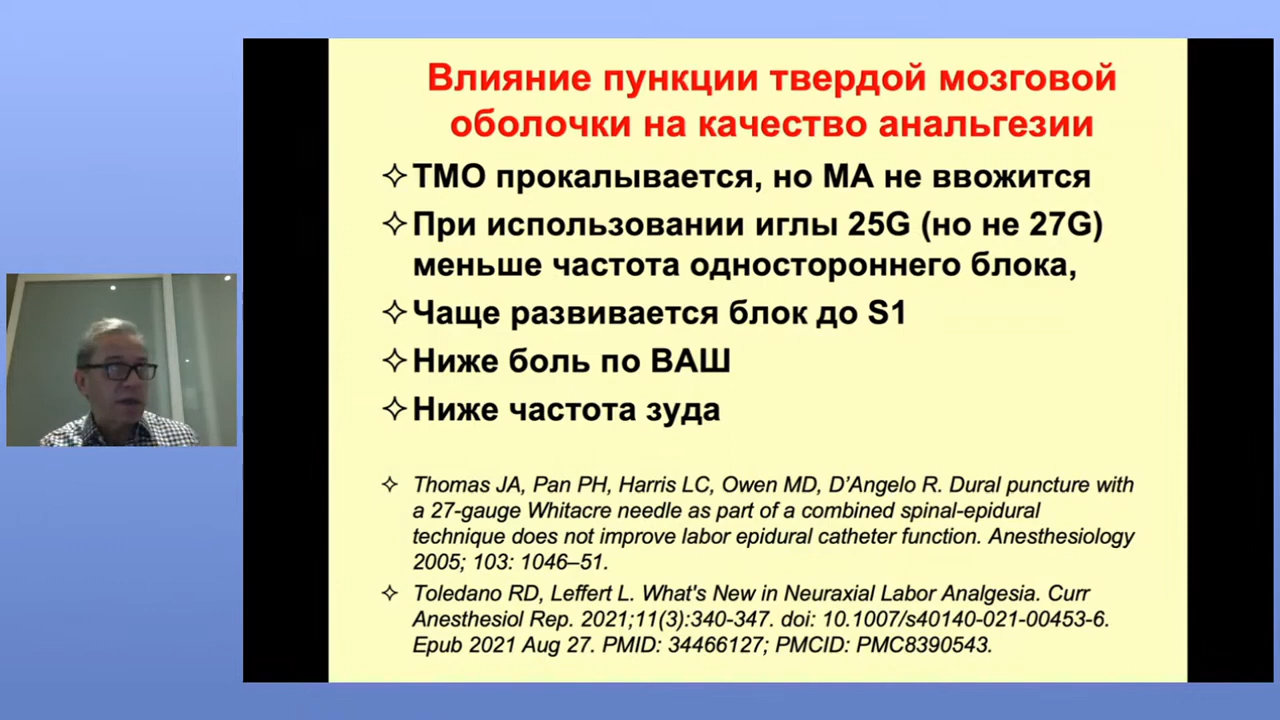 Влияние пункции твердой мозговой
оболочки на качество анальгезии
✧ТМО прокалывается, но МА не ввожится
✧При использовании иглы 25G (но не 27G)
меньше частота одностороннего блока,
✧Чаще развивается блок до S1
✧Ниже боль по ВАШ
✧Ниже частота зуда
✧ Thomas JA, Pan PH, Harris LC, Owen MD, D’Angelo R. Dural puncture with
a 27-gauge Whitacre needle as part of a combined spinal-epidural
technique does not improve labor epidural catheter function. Anesthesiology
2005; 103: 1046–51.
✧ Toledano RD, Leffert L. What's New in Neuraxial Labor Analgesia. Curr
Anesthesiol Rep. 2021;11(3):340-347. doi: 10.1007/s40140-021-00453-6.
Epub 2021 Aug 27. PMID: 34466127; PMCID: PMC8390543.